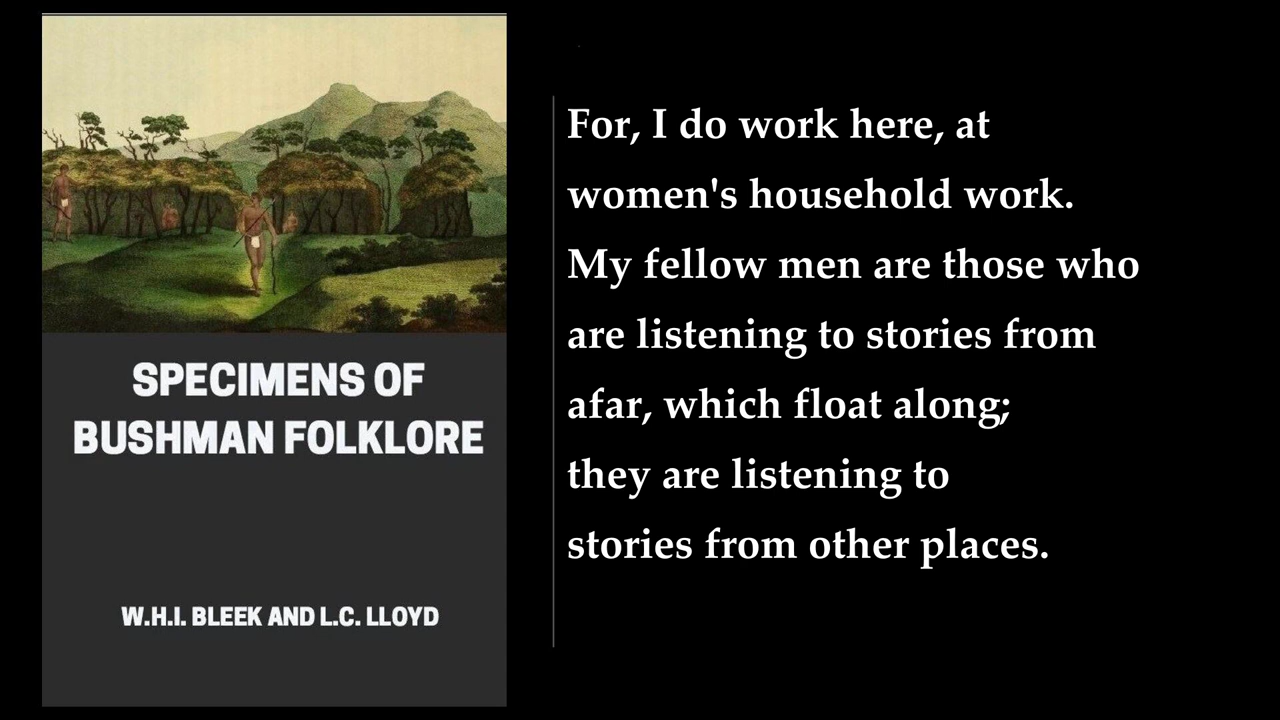 SPECIMENS OF
BUSHMAN FOLKLORE
W.H.I. BLEEK AND L.C. LLOYD
For, I do work here, at
women's household work.
My fellow men are those who
are listening to stories from
afar, which float along;
they are listening to
stories from other places.